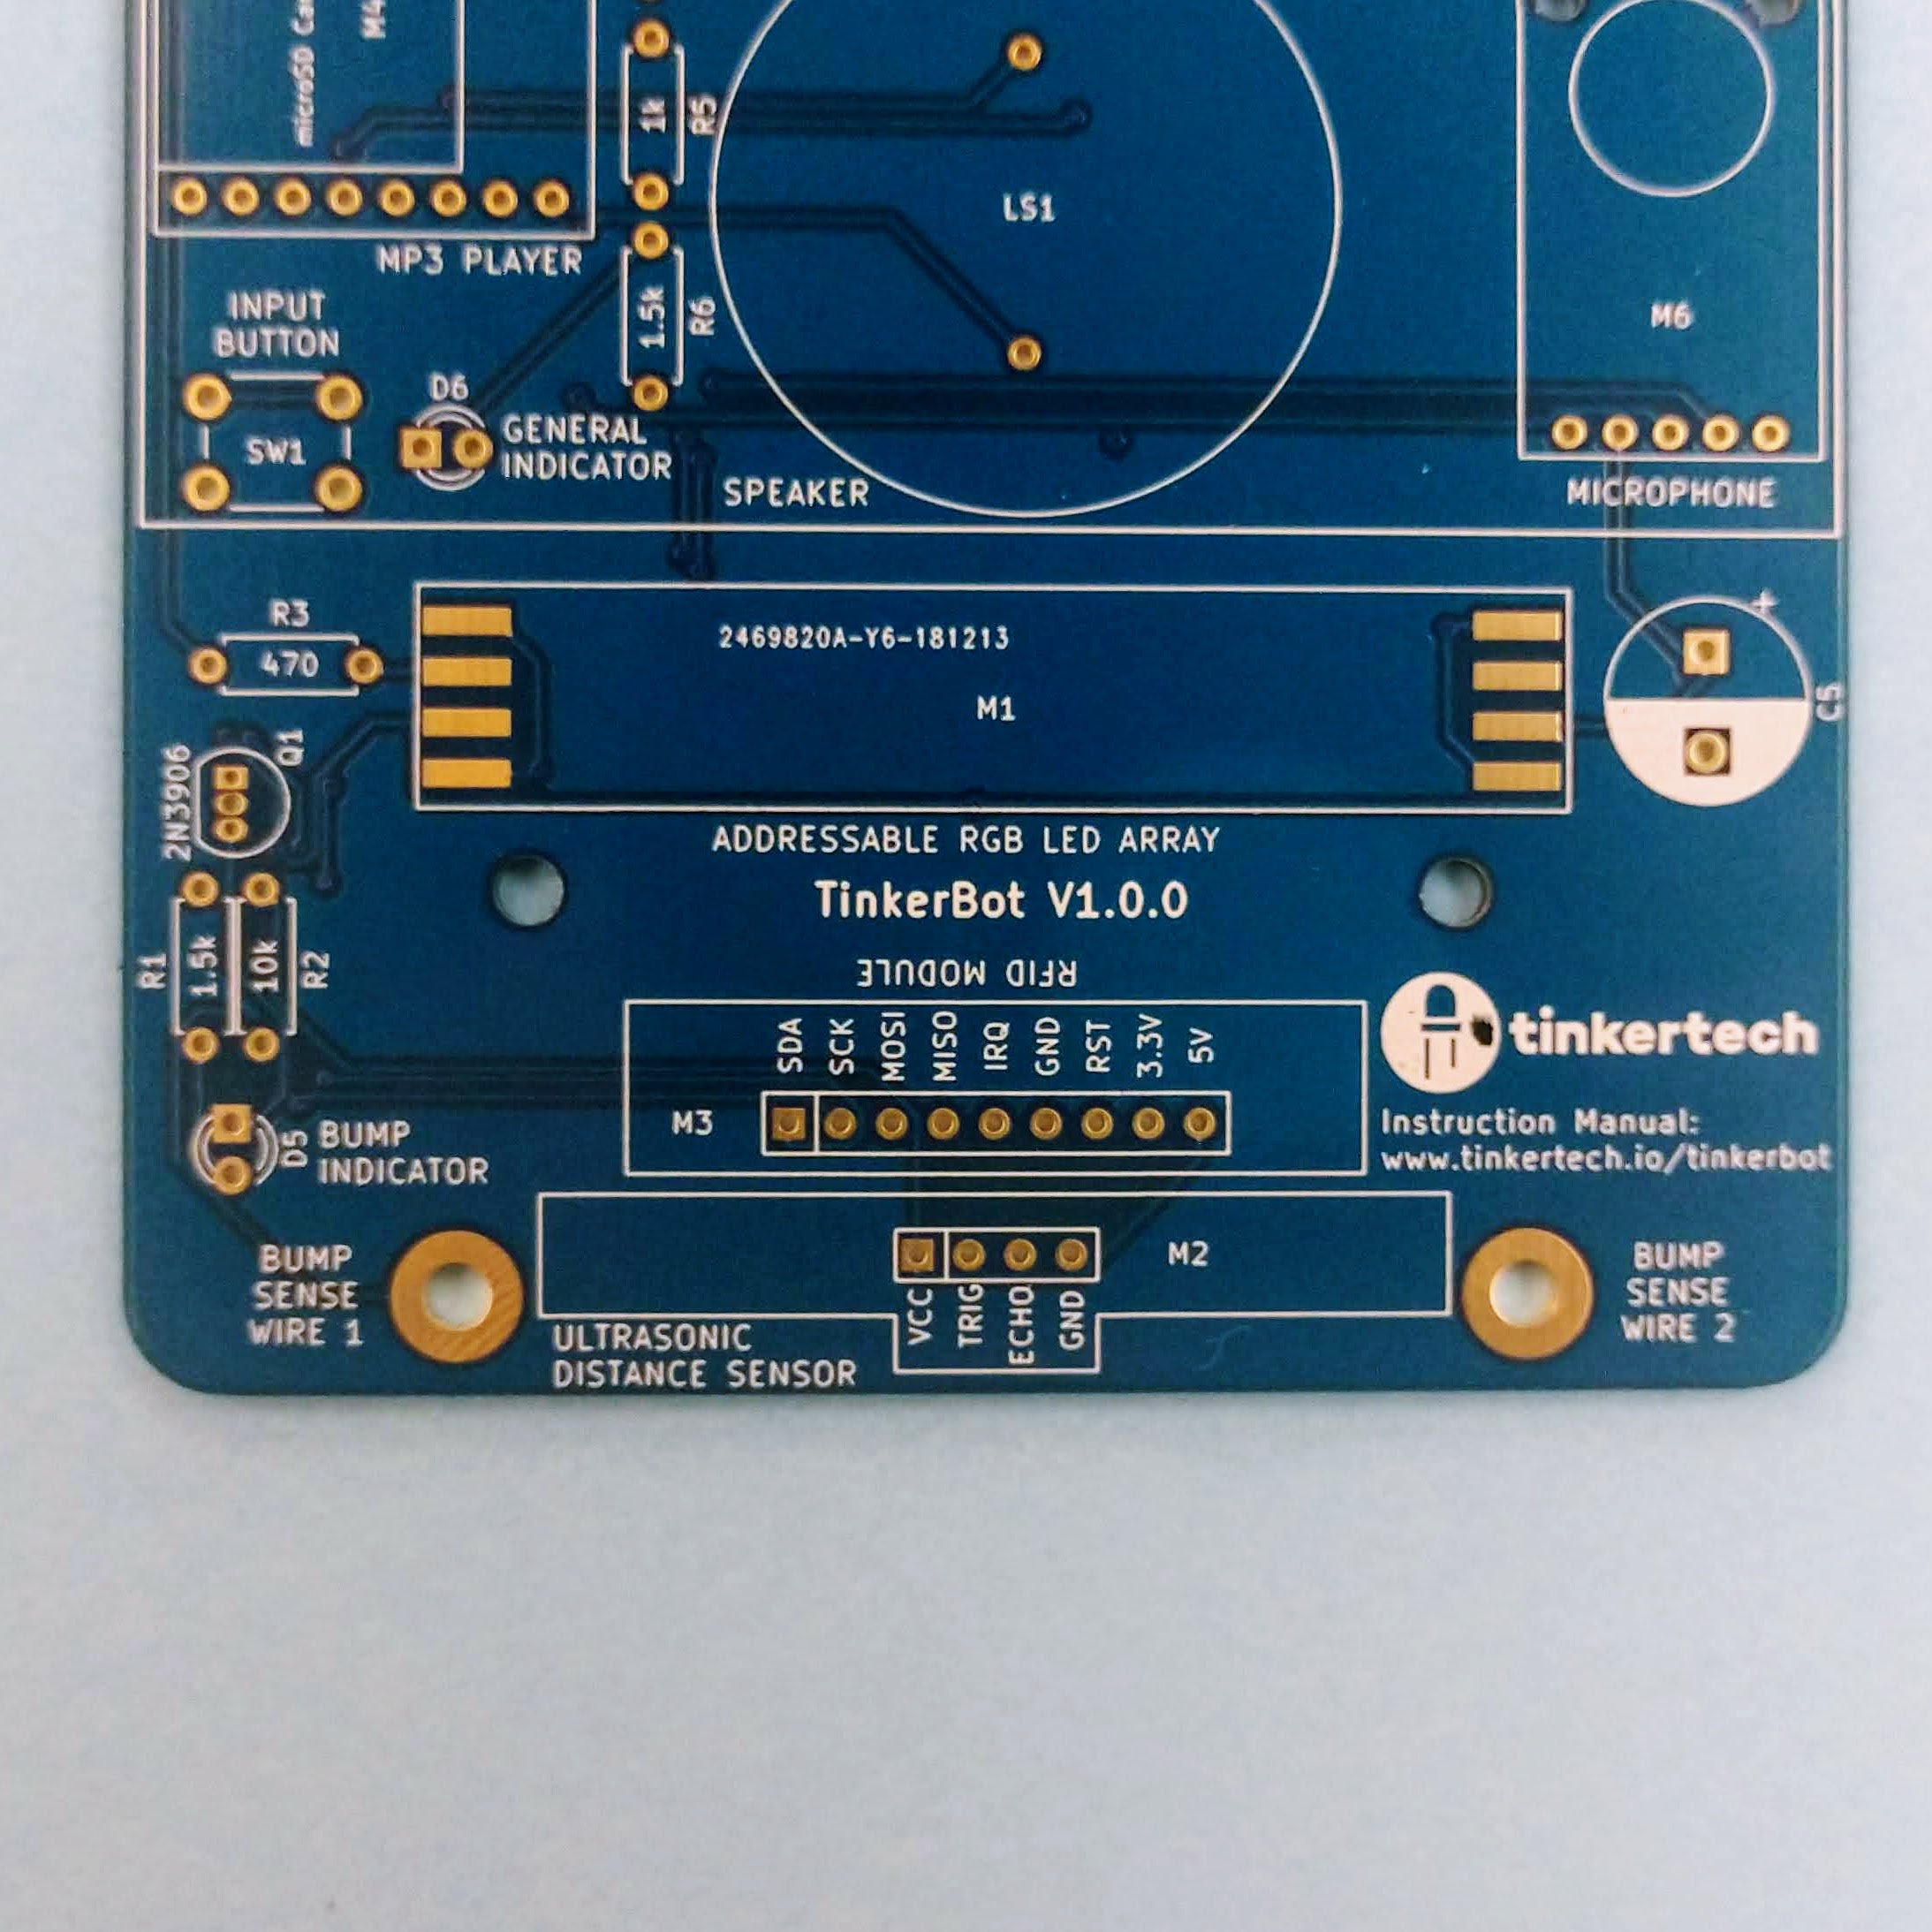 microSD Ca
M4
1k
R5
LS1
MP3 PLAYER
INPUT
BUTTON
1.5k
R6
M6
D6
SW1
GENERAL
INDICATOR
SPEAKER
MICROPHONE
R3
470
2469820A-Y6-181213
M1
+
C5
2N3906
Q1
ADDRESSABLE RGB LED ARRAY
TinkerBot V1.0.0
RFID MODULE
R1
1.5k
10k
R2
SDA
SCK
MOSI
MISO
IRQ
GND
RST
3.3V
5V
M3
tinkertech
Instruction Manual:
www.tinkertech.io/tinkerbot
D5
BUMP
INDICATOR
BUMP
SENSE
WIRE 1
M2
VCC
TRIG
ECHO
GND
ULTRASONIC
DISTANCE SENSOR
BUMP
SENSE
WIRE 2